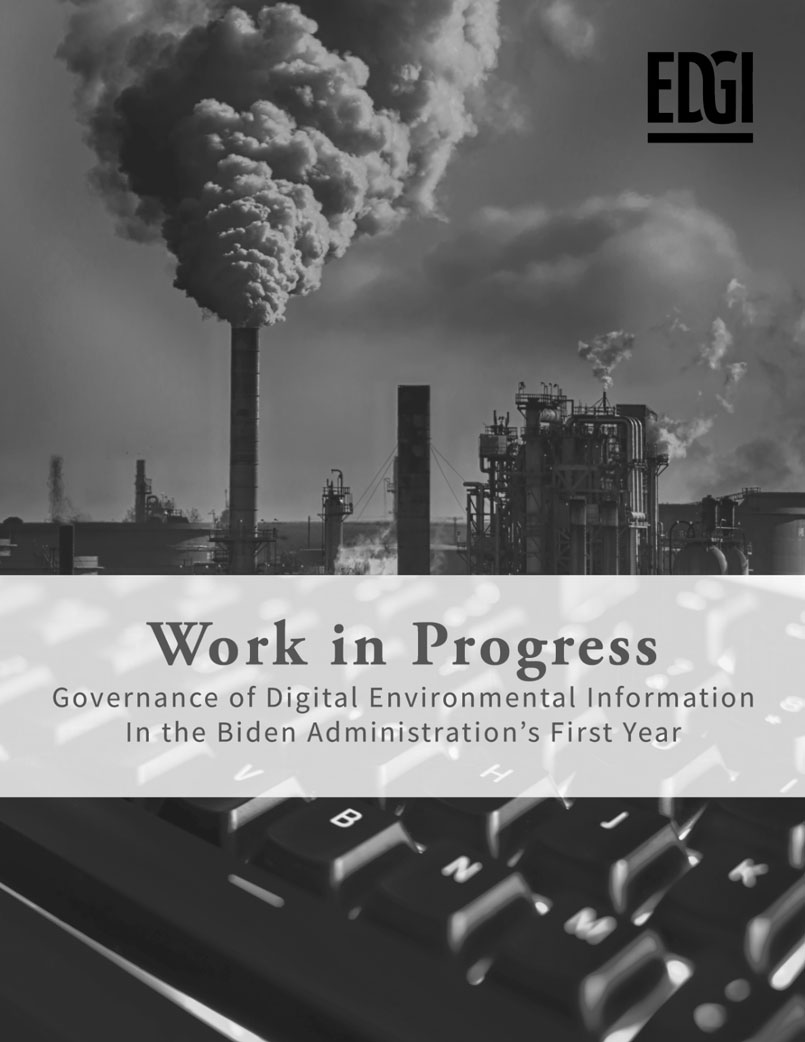 EDGI
Work in Progress
Governance of Digital Environmental Information
In the Biden Administration’s First Year
V
H
B
J
N
K
M